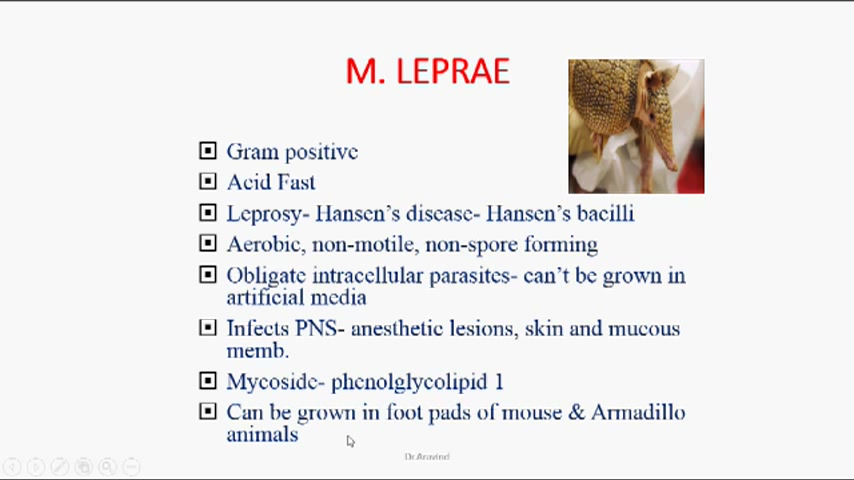 M. LEPRAE
Gram positive
Acid Fast
Leprosy- Hansen's disease- Hansen's bacilli
Aerobic, non-motile, non-spore forming
Obligate intracellular parasites- can't be grown in
artificial media
Infects PNS- anesthetic lesions, skin and mucous
memb.
Mycoside- phenolglycolipid 1
Can be grown in foot pads of mouse & Armadillo
animals
Dr.Aravind